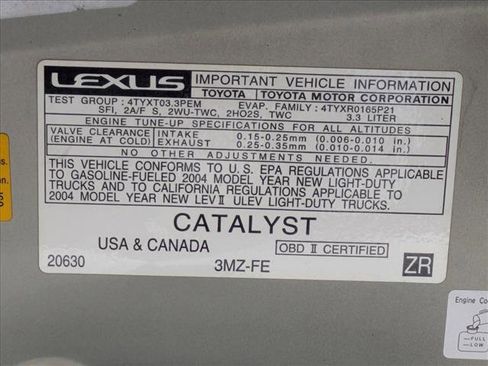 LEXUS IMPORTANT VEHICLE INFORMATION
TOYOTA TOYOTA MOTOR CORPORATION
TEST GROUP : 4TYXT03.3PEM EVAP. FAMILY : 4TYXR0165P21
SFI, 2A/F S, 2WU-TWC, 2HO2S, TWC 3.3 LITER
ENGINE TUNE-UP SPECIFICATIONS FOR ALL ALTITUDES
VALVE CLEARANCE INTAKE 0.15-0.25mm (0.006-0.010 in.)
(ENGINE AT COLD) EXHAUST 0.25-0.35mm (0.010-0.014 in.)
NO OTHER ADJUSTMENTS NEEDED.
THIS VEHICLE CONFORMS TO U.S. EPA REGULATIONS APPLICABLE
TO GASOLINE-FUELED 2004 MODEL YEAR NEW LIGHT-DUTY
TRUCKS AND TO CALIFORNIA REGULATIONS APPLICABLE TO
2004 MODEL YEAR NEW LEVⅡ ULEV LIGHT-DUTY TRUCKS.
CATALYST
USA & CANADA OBD Ⅱ CERTIFIED
20630 3MZ-FE ZR
Engine Co
FULL
LOW